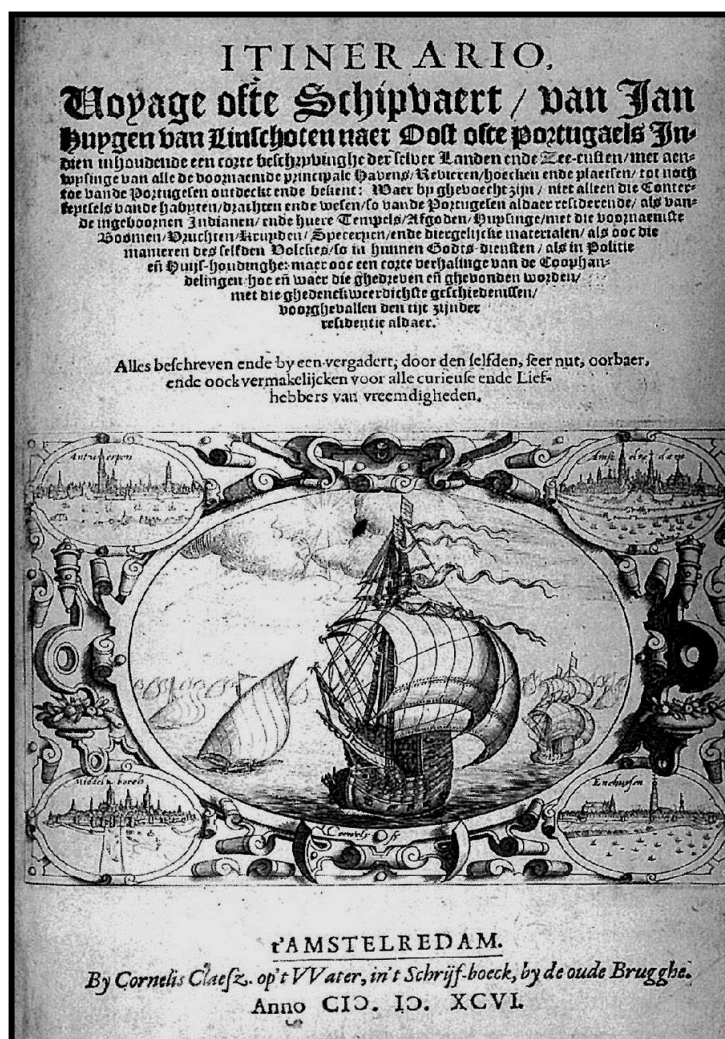 ITINERARIO,
Voyage ofte Schipvaert / van Jan
Huygen van Linschoten naer Oost ofte Portugaels In-
dien inhoudende een corte beschryvinghe der selver Landen ende Zee-custen / met aen-
wysinge van alle de voornaemde principale Havens / Revieren / hoecken ende plaetsen / tot noch
toe vande Portugesen ontdeckt ende bekent: Waer by ghevoecht zijn / niet alleen die Conter-
feytsels vande habyten / drachten ende wesen / so vande Portugesen aldaer residerende / als van-
de ingeboornen Indianen / ende huere Tempels / Afgoden / Huysinge / met die voornaemste
Boomen / Vruchten / Kruyden / Speceryen / ende diergelijcke materialen / als ooc die
manieren des selfden Volckes / so in hunnen Godts-diensten / als in Politie
eñ Huijs-houdinghe: maer ooc een corte verhalinge van de Coophan-
delingen hoe eñ waer die ghedreven eñ ghevonden worden /
met die ghedenckweerdichste geschiedenissen /
voorghevallen den tijt zijnder
residentie aldaer.
Alles beschreven ende by een vergadert, door den selfden, seer nut, oorbaer,
ende oock vermakelijcken voor alle curieuse ende Lief-
hebbers van vreemdigheden.
Antwerpen
Amstelredam
Middelborch
Enchuysen
t'AMSTELREDAM.
By Cornelis Claesz. op't VVater, in't Schrijf-boeck, by de oude Brugghe.
Anno CIƆ. IƆ. XCVI.